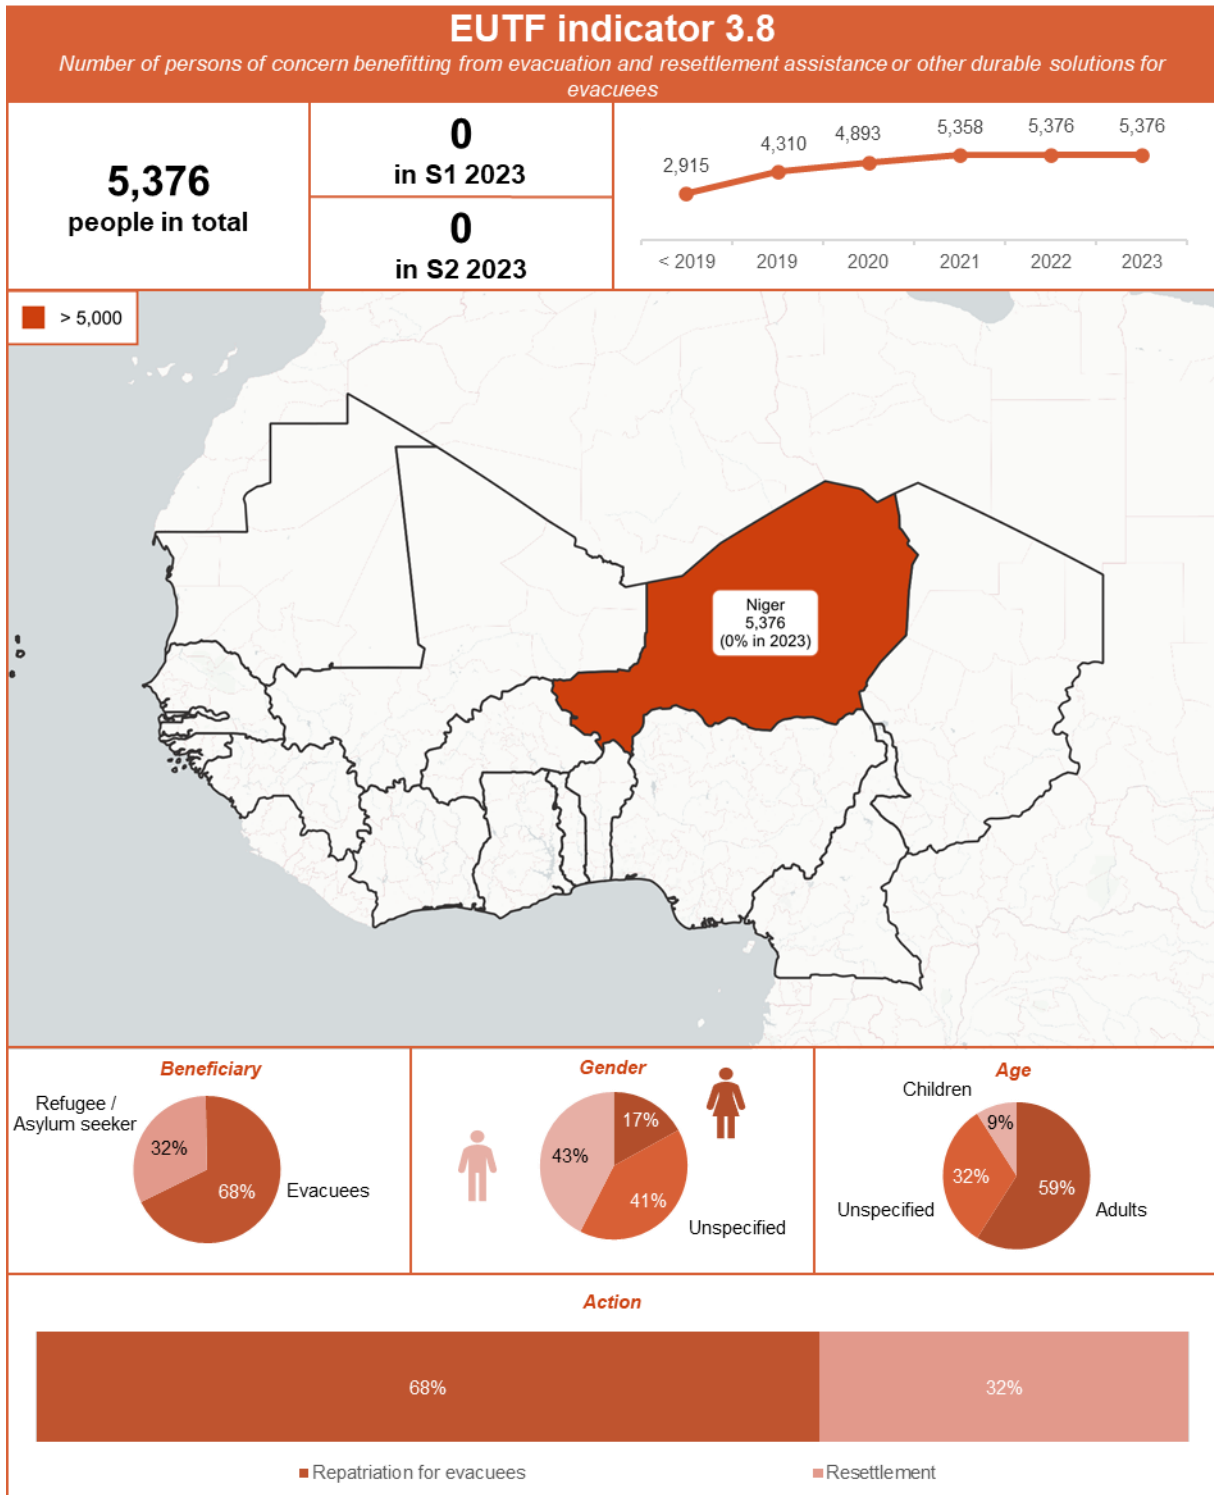 EUTF indicator 3.8
Number of persons of concern benefitting from evacuation and resettlement assistance or other durable solutions for
evacuees
5,376
people in total
0
in S1 2023
0
in S2 2023
2,915
4,310
4,893
5,358
5,376
5,376
< 2019
2019
2020
2021
2022
2023
> 5,000
Niger
5,376
(0% in 2023)
Beneficiary
Refugee /
Asylum seeker
32%
68%
Evacuees
Gender
17%
43%
41%
Unspecified
Age
Children
9%
32%
59%
Unspecified
Adults
Action
68%
32%
Repatriation for evacuees
Resettlement